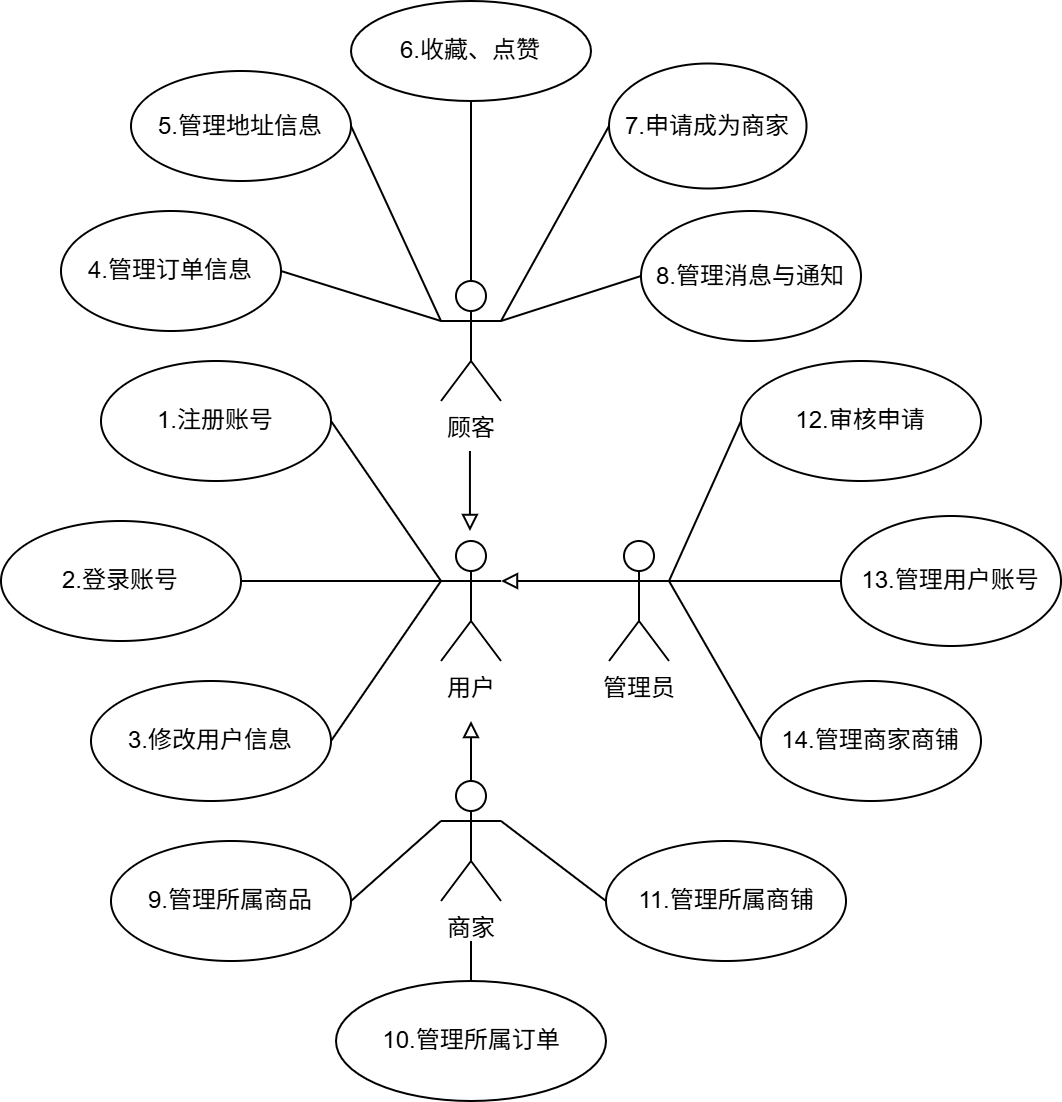 6.收藏、点赞
5.管理地址信息
7.申请成为商家
4.管理订单信息
8.管理消息与通知
顾客
1.注册账号
12.审核申请
2.登录账号
13.管理用户账号
用户
管理员
3.修改用户信息
14.管理商家商铺
9.管理所属商品
商家
11.管理所属商铺
10.管理所属订单